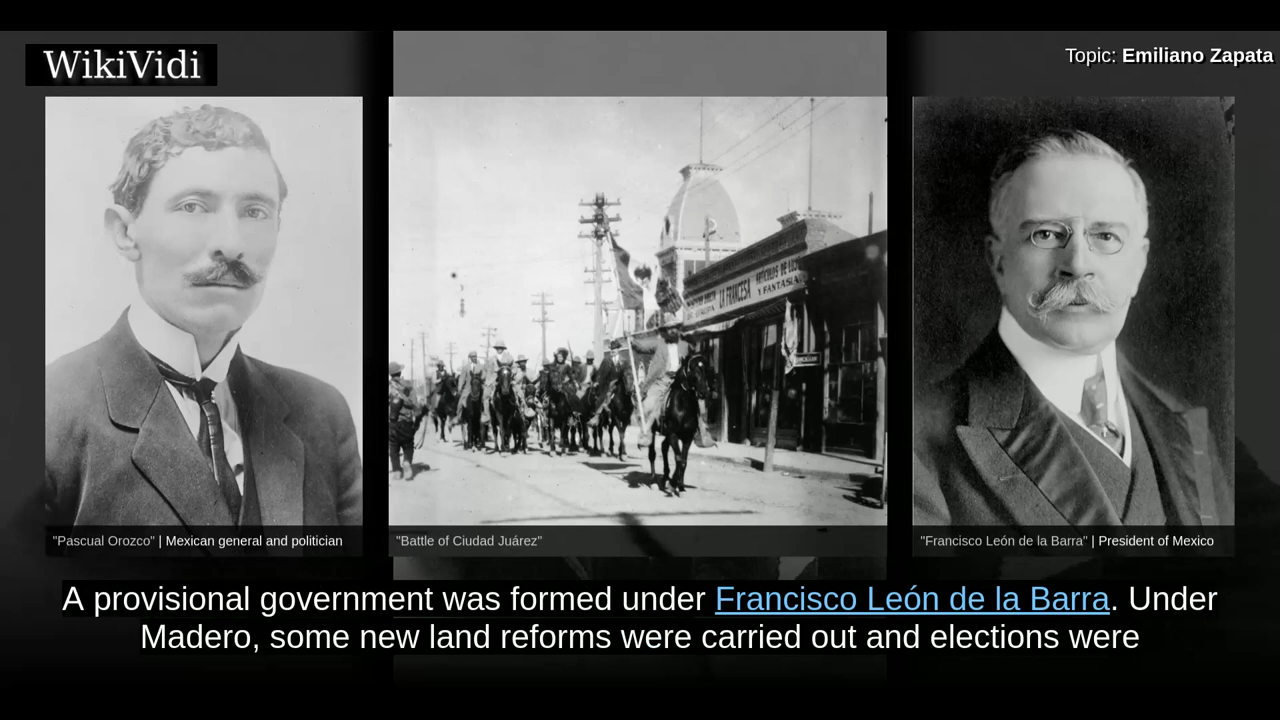 WikiVidi
Topic: Emiliano Zapata
LA FRANCESA
Y FANTASIA
"Pascual Orozco" | Mexican general and politician
"Battle of Ciudad Juárez"
"Francisco León de la Barra" | President of Mexico
A provisional government was formed under Francisco León de la Barra. Under
Madero, some new land reforms were carried out and elections were